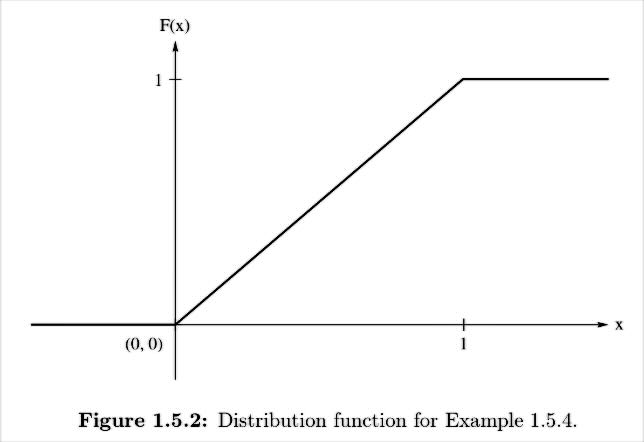 F(x)
1
x
(0, 0)
1
Figure 1.5.2: Distribution function for Example 1.5.4.